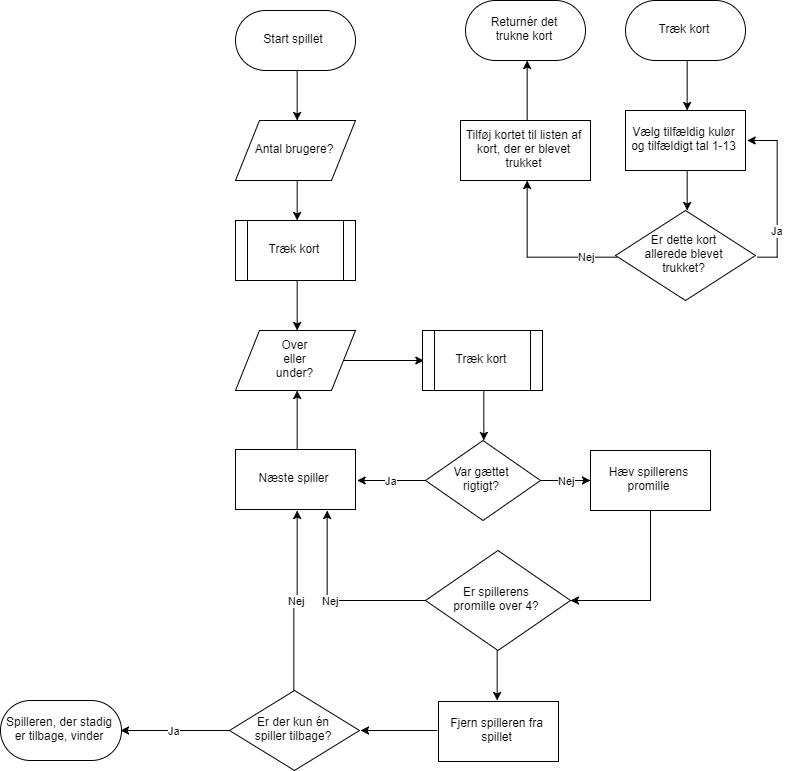 Start spillet
Returnér det
trukne kort
Træk kort
Antal brugere?
Tilføj kortet til listen af
kort, der er blevet
trukket
Vælg tilfældig kulør
og tilfældigt tal 1-13
Træk kort
Er dette kort
allerede blevet
trukket?
Ja
Nej
Over
eller
under?
Træk kort
Næste spiller
Ja
Var gættet
rigtigt?
Nej
Hæv spillerens
promille
Er spillerens
promille over 4?
Nej
Nej
Spilleren, der stadig
er tilbage, vinder
Ja
Er der kun én
spiller tilbage?
Fjern spilleren fra
spillet